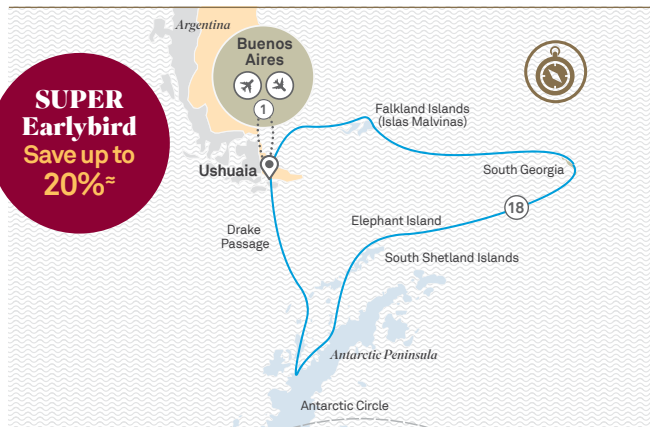 Argentina
Buenos
Aires
1
SUPER
Earlybird
Save up to
20%≈
Falkland Islands
(Islas Malvinas)
Ushuaia
South Georgia
18
Elephant Island
Drake
Passage
South Shetland Islands
Antarctic Peninsula
Antarctic Circle